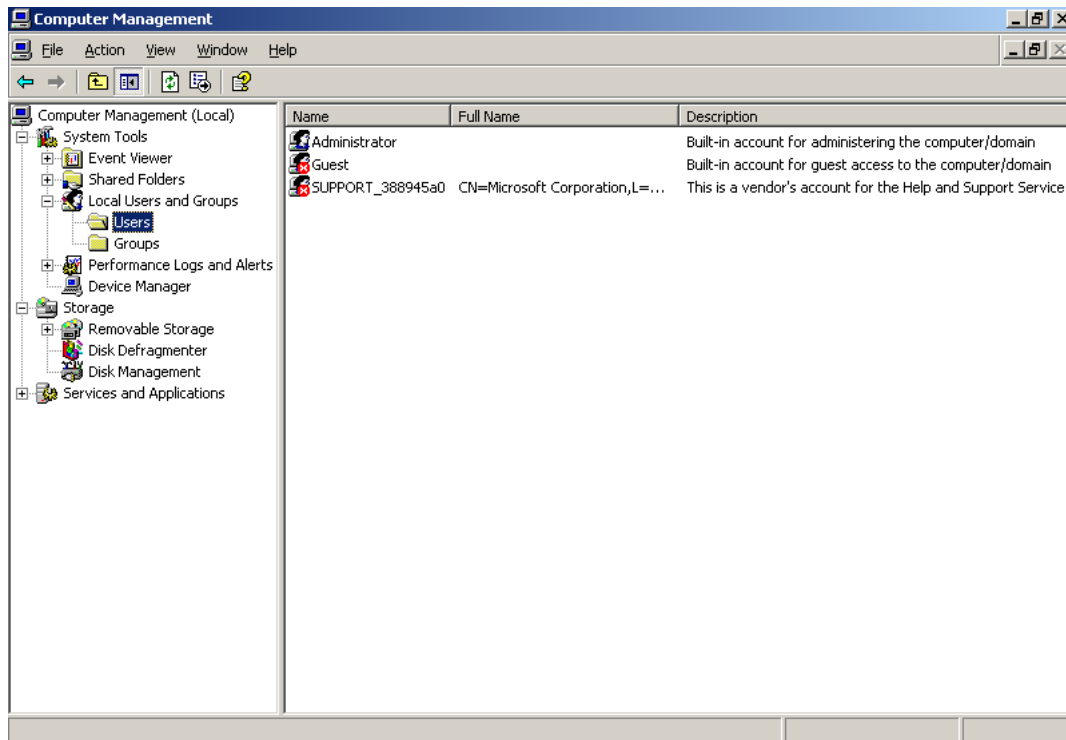 Computer Management
File Action View Window Help
Computer Management (Local)
System Tools
Event Viewer
Shared Folders
Local Users and Groups
Users
Groups
Performance Logs and Alerts
Device Manager
Storage
Removable Storage
Disk Defragmenter
Disk Management
Services and Applications
Name Full Name Description
Administrator Built-in account for administering the computer/domain
Guest Built-in account for guest access to the computer/domain
SUPPORT_388945a0 CN=Microsoft Corporation,L=... This is a vendor's account for the Help and Support Service